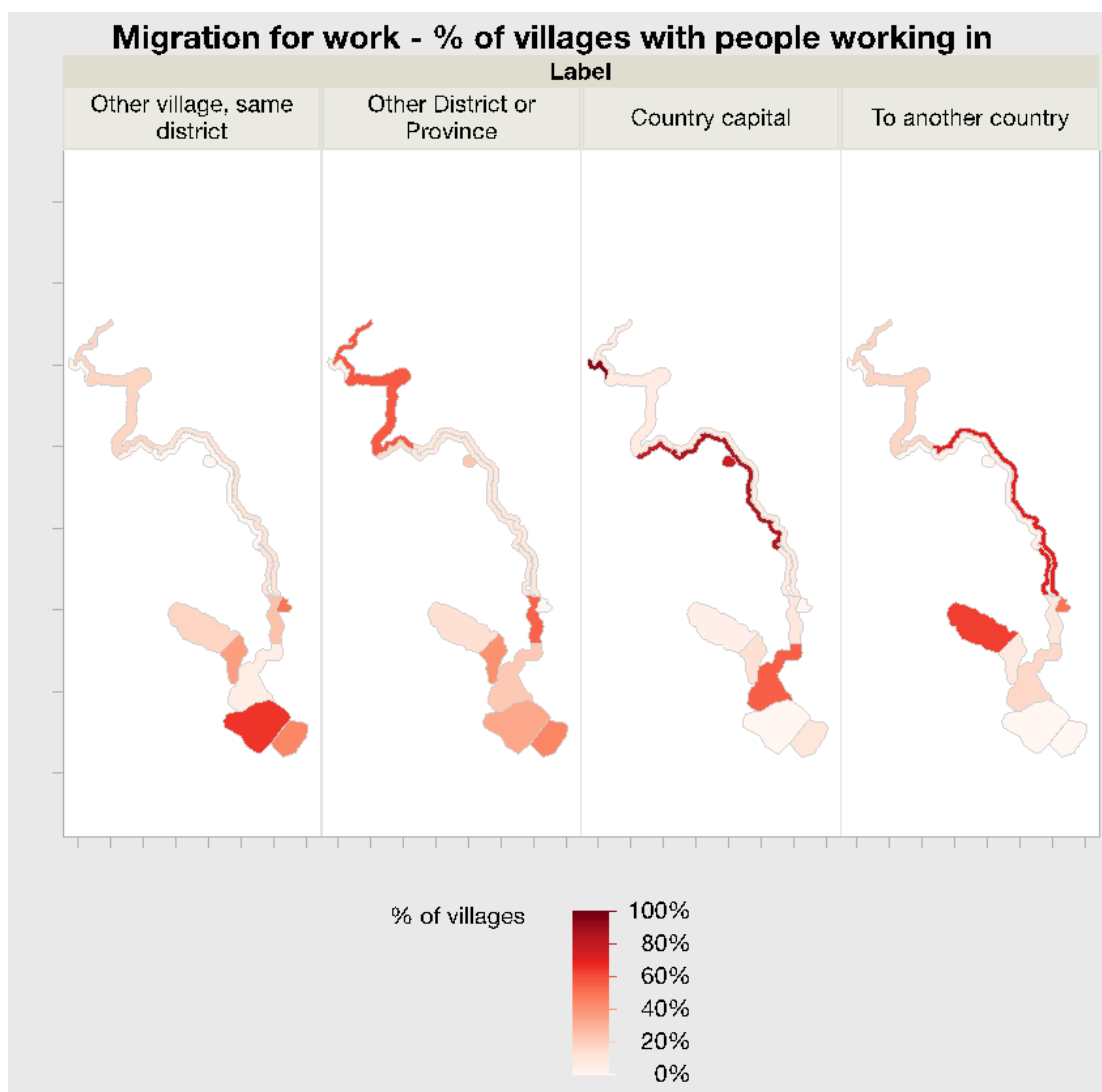 Migration for work - % of villages with people working in
Label
Other village, same
district
Other District or
Province
Country capital
To another country
% of villages
100%
80%
60%
40%
20%
0%